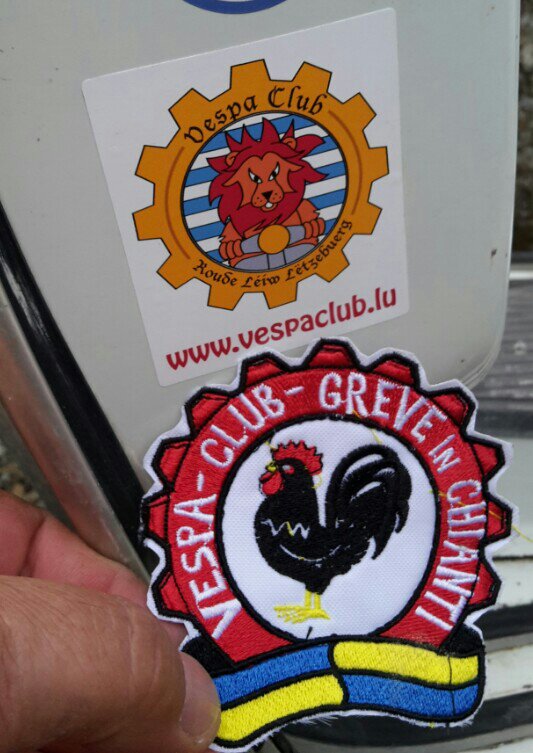 Vespa Club
Roude Léiw Lëtzebuerg
www.vespaclub.lu
VESPA-CLUB-GREVE IN CHIANTI